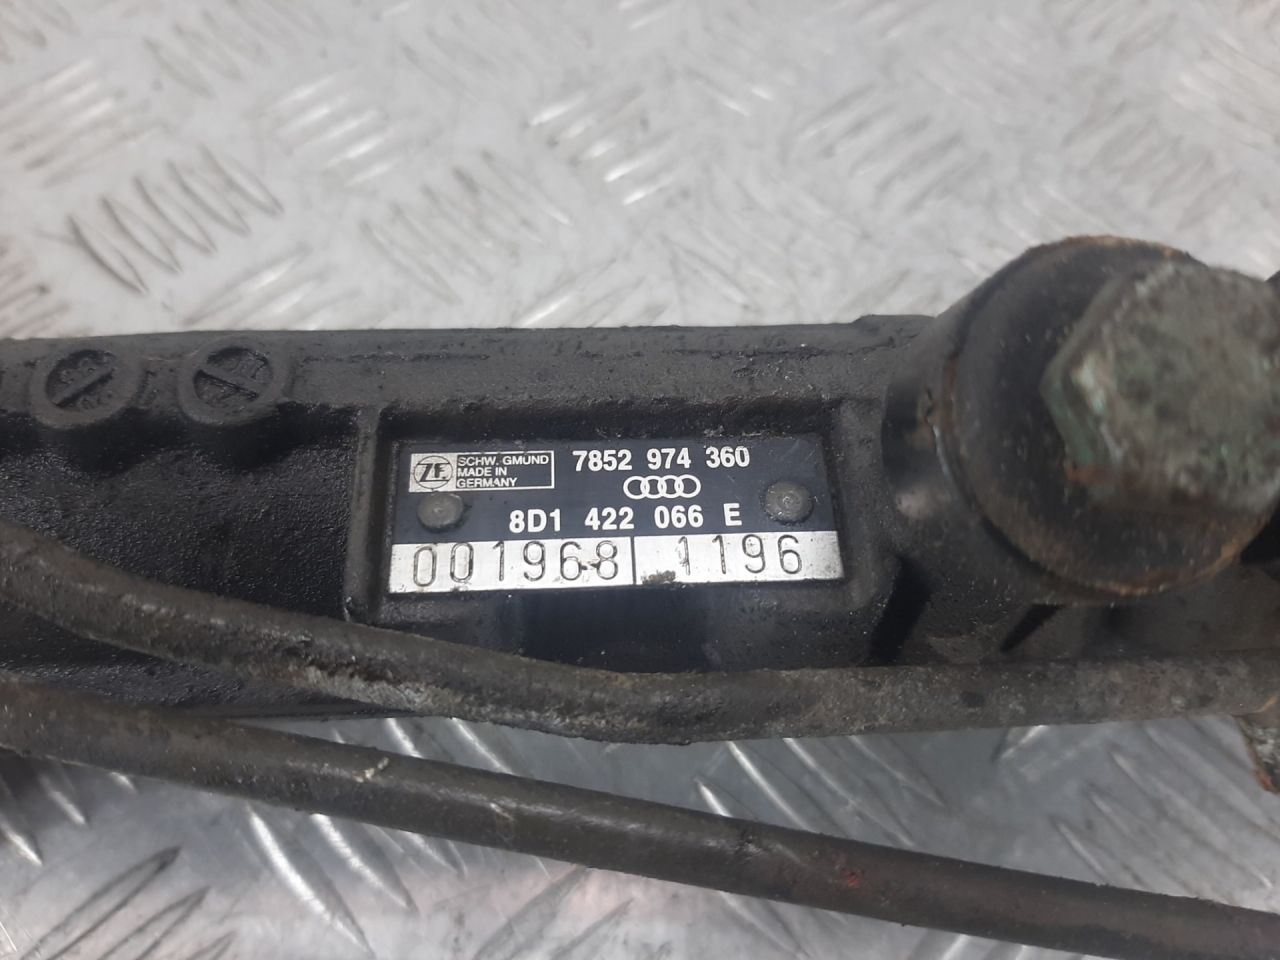 ZF SCHW. GMÜND
MADE IN
GERMANY
7852 974 360
8D1 422 066 E
001968 1196